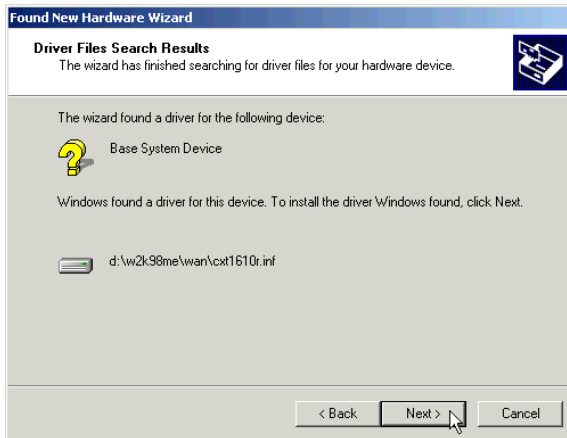 Found New Hardware Wizard
Driver Files Search Results
The wizard has finished searching for driver files for your hardware device.
The wizard found a driver for the following device:
Base System Device
Windows found a driver for this device. To install the driver Windows found, click Next.
d:\w2k98me\wan\cxt1610r.inf
< Back Next > Cancel